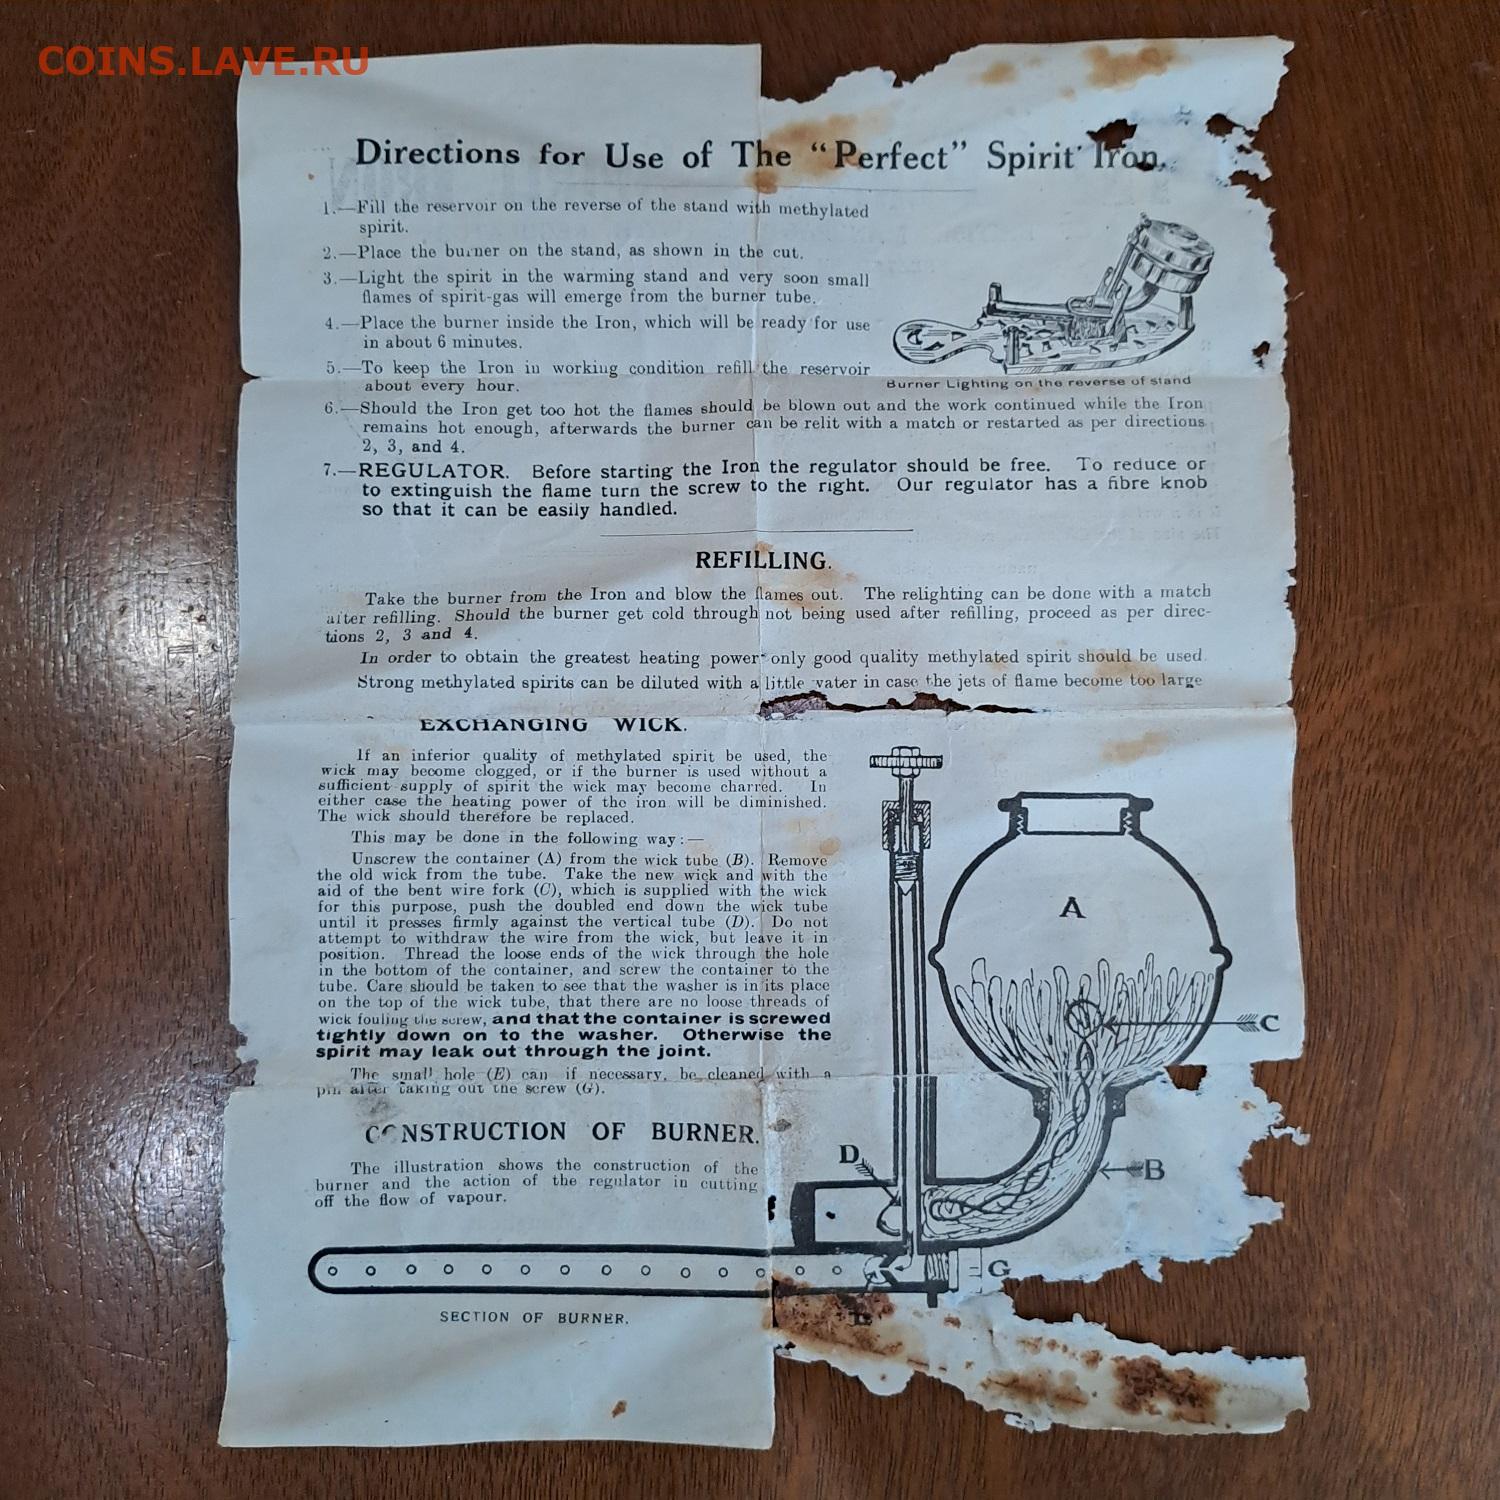 COINS.LAVE.RU
Directions for Use of The "Perfect" Spirit Iron.
1.—Fill the reservoir on the reverse of the stand with methylated
spirit.
2.—Place the burner on the stand, as shown in the cut.
3.—Light the spirit in the warming stand and very soon small
flames of spirit-gas will emerge from the burner tube.
4.—Place the burner inside the Iron, which will be ready for use
in about 6 minutes.
5.—To keep the Iron in working condition refill the reservoir
about every hour.
Burner Lighting on the reverse of stand
6.—Should the Iron get too hot the flames should be blown out and the work continued while the Iron
remains hot enough, afterwards the burner can be relit with a match or restarted as per directions
2, 3, and 4.
7.—REGULATOR. Before starting the Iron the regulator should be free. To reduce or
to extinguish the flame turn the screw to the right. Our regulator has a fibre knob
so that it can be easily handled.
REFILLING.
Take the burner from the Iron and blow the flames out. The relighting can be done with a match
after refilling. Should the burner get cold through not being used after refilling, proceed as per direc-
tions 2, 3 and 4.
In order to obtain the greatest heating power only good quality methylated spirit should be used.
Strong methylated spirits can be diluted with a little water in case the jets of flame become too large
EXCHANGING WICK.
If an inferior quality of methylated spirit be used, the
wick may become clogged, or if the burner is used without a
sufficient supply of spirit the wick may become charred. In
either case the heating power of the iron will be diminished.
The wick should therefore be replaced.
This may be done in the following way:—
Unscrew the container (A) from the wick tube (B). Remove
the old wick from the tube. Take the new wick and with the
aid of the bent wire fork (C), which is supplied with the wick
for this purpose, push the doubled end down the wick tube
until it presses firmly against the vertical tube (D). Do not
attempt to withdraw the wire from the wick, but leave it in
position. Thread the loose ends of the wick through the hole
in the bottom of the container, and screw the container to the
tube. Care should be taken to see that the washer is in its place
on the top of the wick tube, that there are no loose threads of
wick fouling the screw, and that the container is screwed
tightly down on to the washer. Otherwise the
spirit may leak out through the joint.
The small hole (E) can if necessary, be cleaned with a
pin after taking out the screw (G).
CONSTRUCTION OF BURNER.
The illustration shows the construction of the
burner and the action of the regulator in cutting
off the flow of vapour.
A
C
D
B
G
E
SECTION OF BURNER.